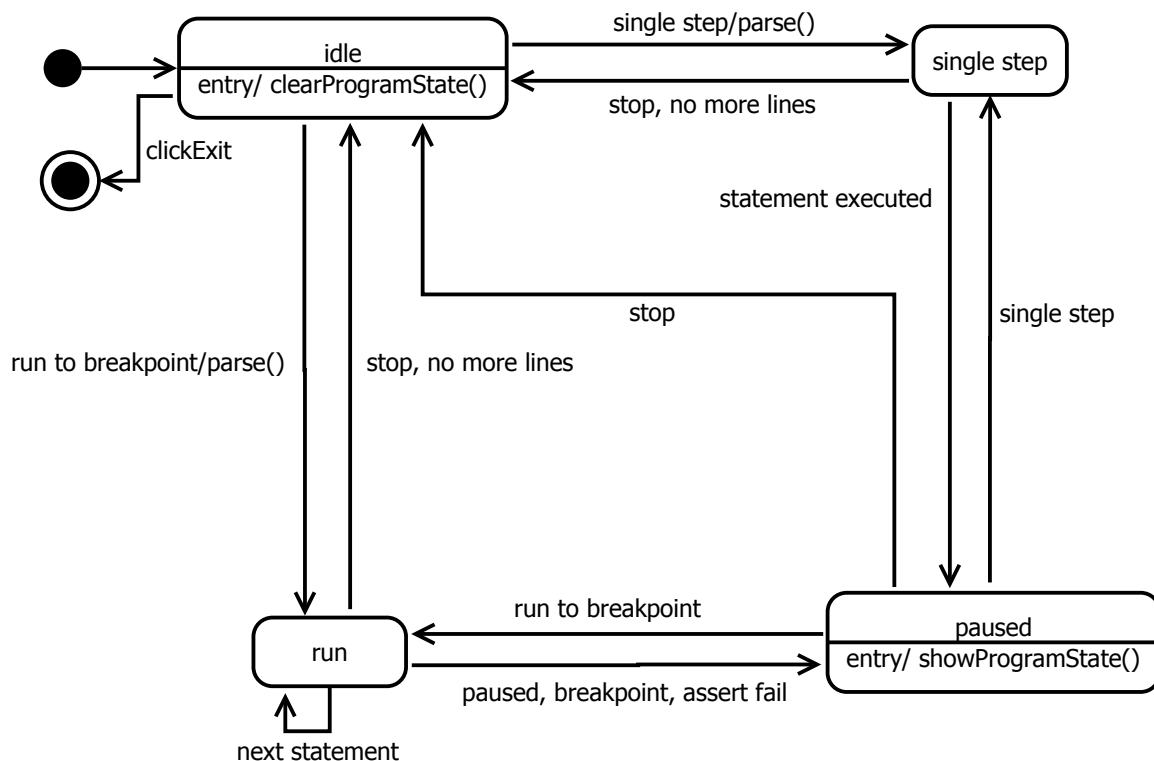 single step/parse()
idle
single step
entry/ clearProgramState()
stop, no more lines
clickExit
statement executed
stop
single step
run to breakpoint/parse()
stop, no more lines
run to breakpoint
paused
run
entry/ showProgramState()
paused, breakpoint, assert fail
next statement